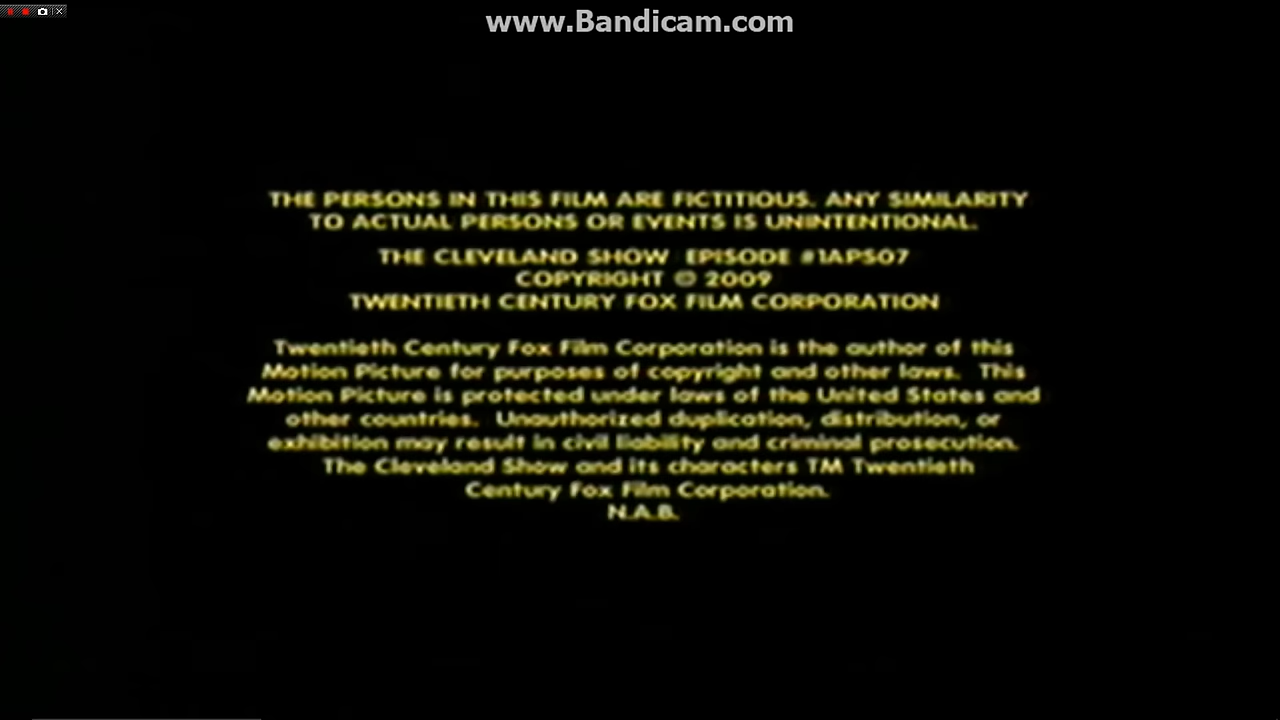 www.Bandicam.com
THE PERSONS IN THIS FILM ARE FICTITIOUS. ANY SIMILARITY
TO ACTUAL PERSONS OR EVENTS IS UNINTENTIONAL.
THE CLEVELAND SHOW EPISODE #1APS07
COPYRIGHT © 2009
TWENTIETH CENTURY FOX FILM CORPORATION
Twentieth Century Fox Film Corporation is the author of this
Motion Picture for purposes of copyright and other laws. This
Motion Picture is protected under laws of the United States and
other countries. Unauthorized duplication, distribution, or
exhibition may result in civil liability and criminal prosecution.
The Cleveland Show and its characters TM Twentieth
Century Fox Film Corporation.
N.A.B.